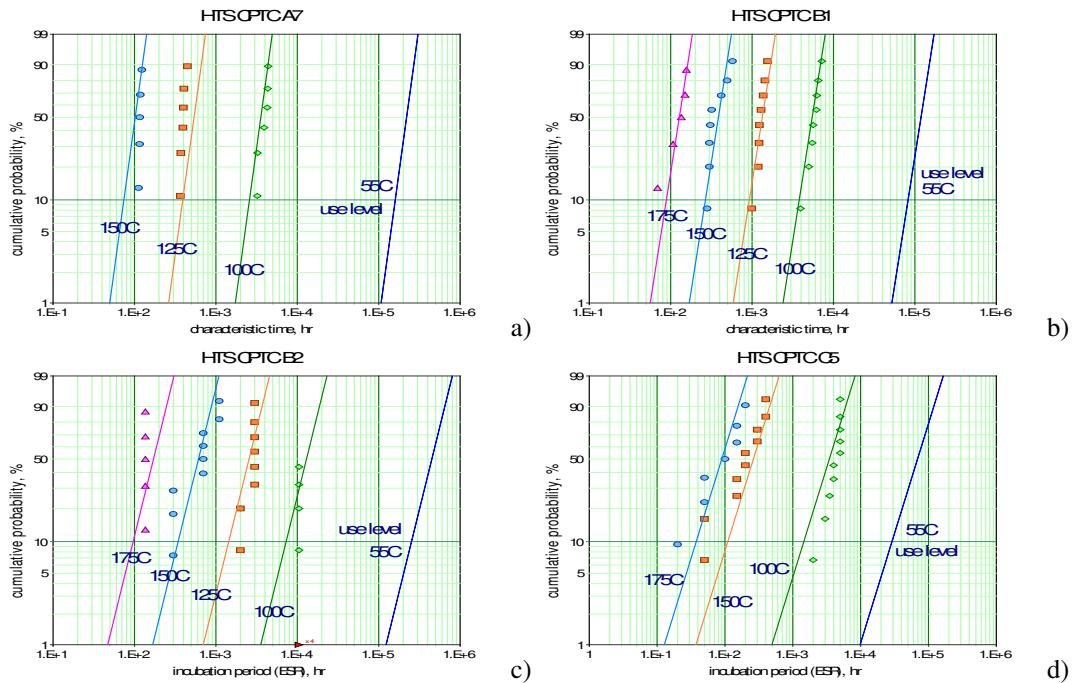 HTS CPTC A7
cumulative probability, %
99
90
50
10
5
1
150C
125C
100C
55C
use level
1.E+1
1.E+2
1.E+3
1.E+4
1.E+5
1.E+6
characteristic time, hr
a)
HTS CPTC B1
cumulative probability, %
99
90
50
10
5
1
175C
150C
125C
100C
use level
55C
1.E+1
1.E+2
1.E+3
1.E+4
1.E+5
1.E+6
characteristic time, hr
b)
HTS CPTC B2
cumulative probability, %
99
90
50
10
5
1
175C
150C
125C
100C
use level
55C
×4
1.E+1
1.E+2
1.E+3
1.E+4
1.E+5
1.E+6
incubation period (ESR), hr
c)
HTS CPTC C5
cumulative probability, %
99
90
50
10
5
1
175C
150C
100C
55C
use level
1
1.E+1
1.E+2
1.E+3
1.E+4
1.E+5
1.E+6
incubation period (ESR), hr
d)